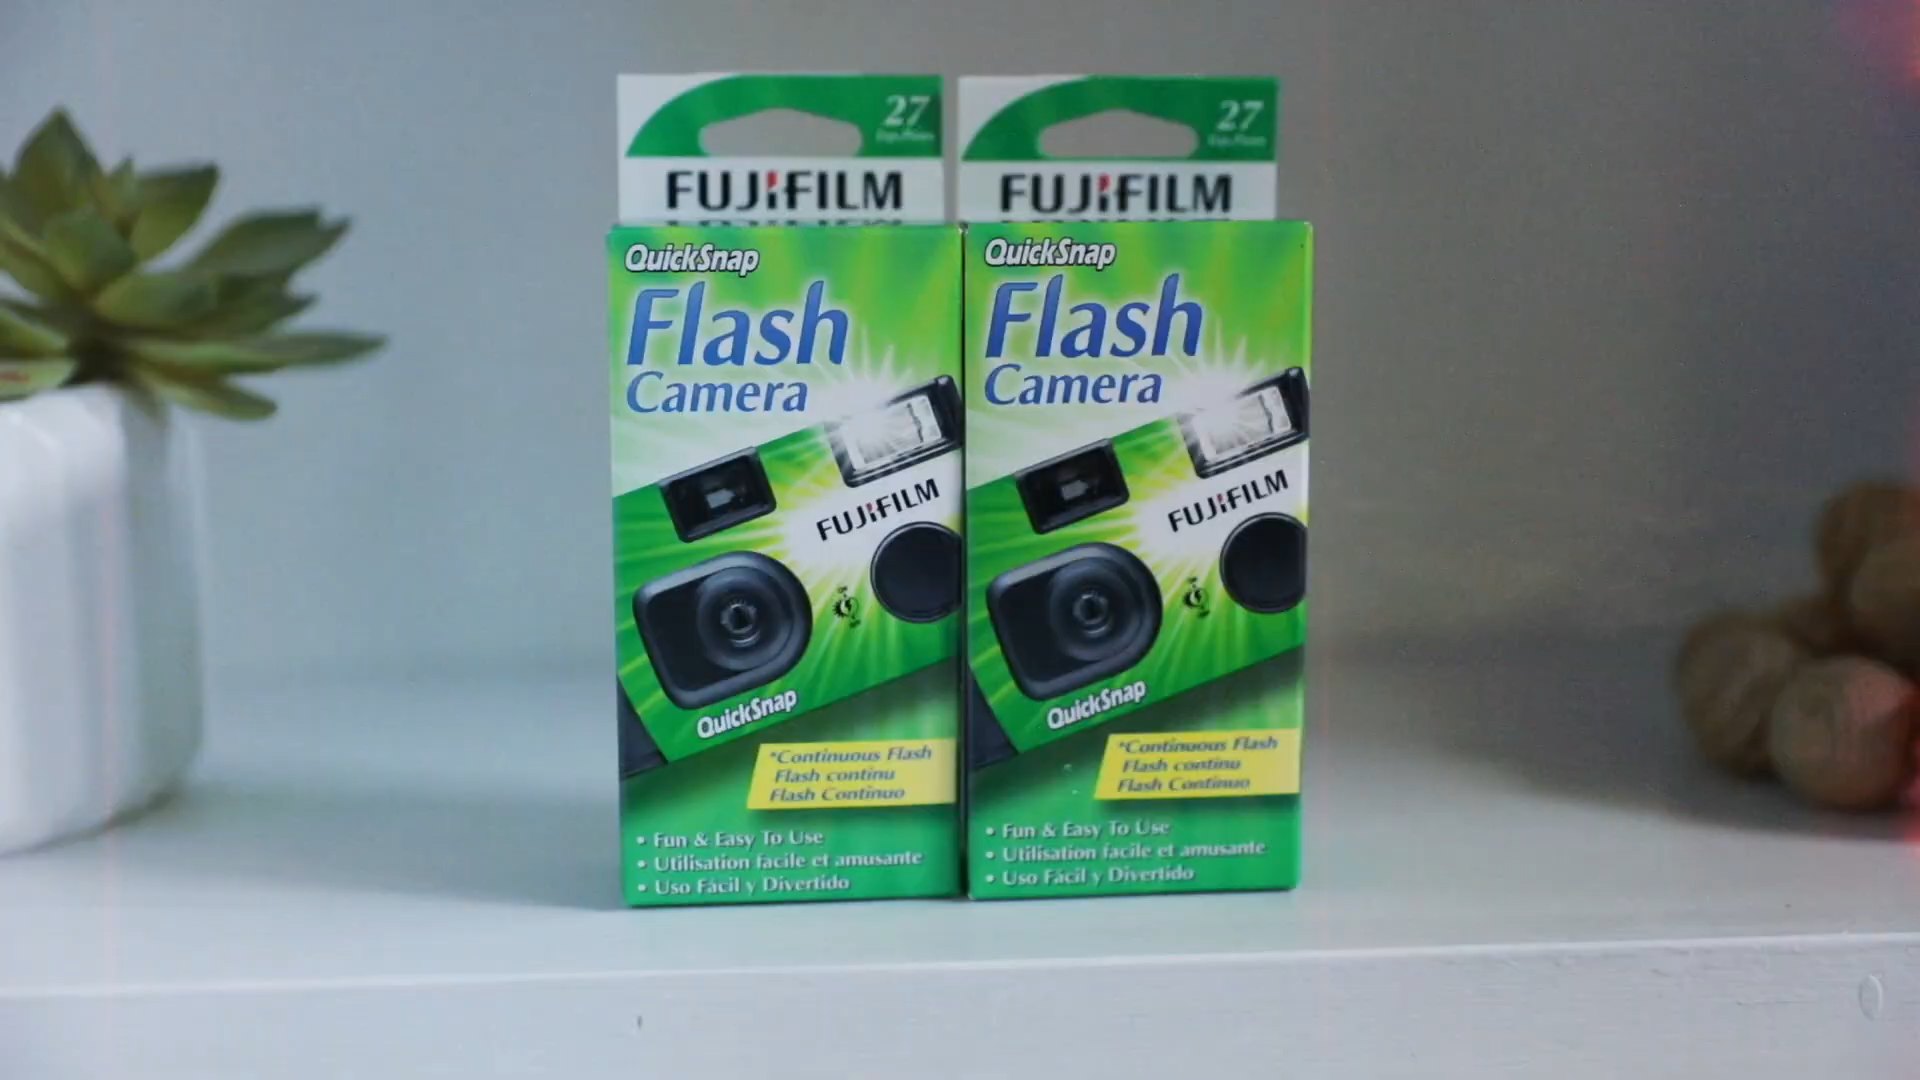 27
FUJIFILM
QuickSnap
Flash
Camera
FUJIFILM
QuickSnap
*Continuous Flash
Flash continu
Flash Continuo
• Fun & Easy To Use
• Utilisation facile et amusante
• Uso Fácil y Divertido
27
FUJIFILM
QuickSnap
Flash
Camera
FUJIFILM
QuickSnap
*Continuous Flash
Flash continu
Flash Continuo
• Fun & Easy To Use
• Utilisation facile et amusante
• Uso Fácil y Divertido